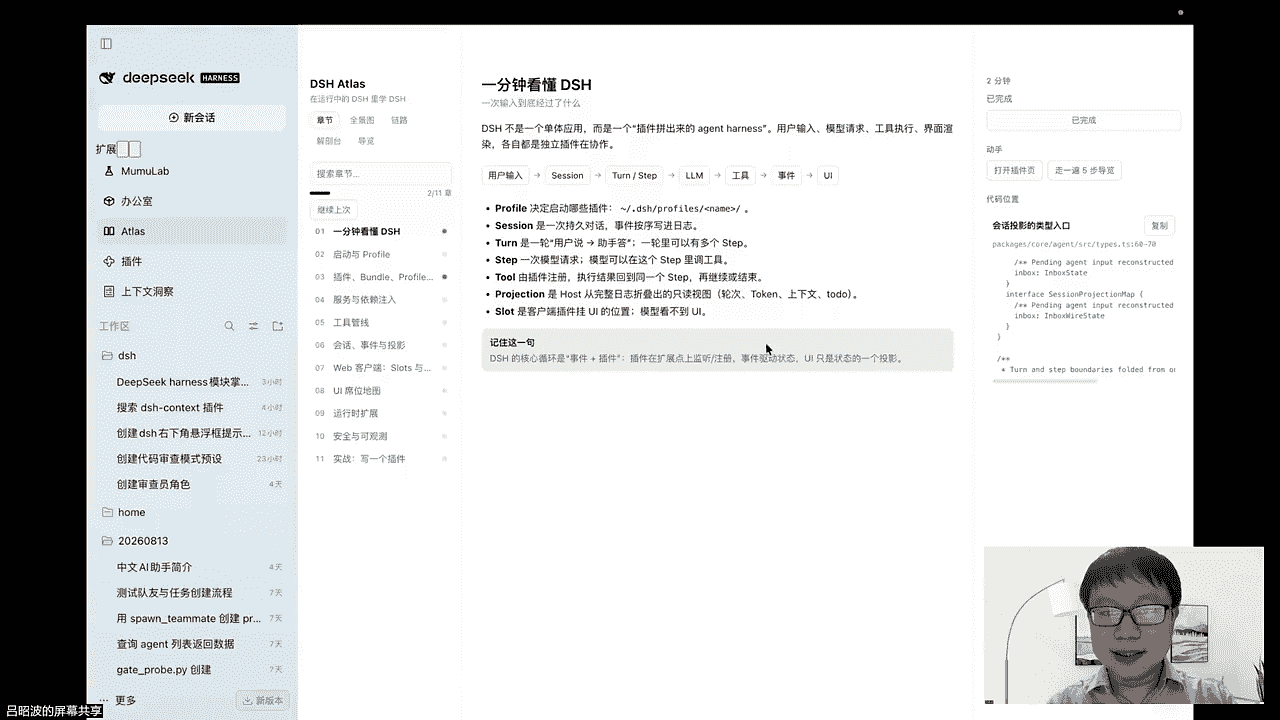 deepseek HARNESS
新会话
扩展
MumuLab
办公室
Atlas
插件
上下文洞察
工作区
dsh
DeepSeek harness模块掌... 3小时
搜索 dsh-context 插件 4小时
创建dsh右下角悬浮框提示... 12小时
创建代码审查模式预设 23小时
创建审查员角色 4天
home
20260813
中文AI助手简介 4天
测试队友与任务创建流程 7天
用 spawn_teammate 创建 pr... 7天
查询 agent 列表返回数据 7天
gate_probe.py 创建 7天
更多 新版本
吕昭波的屏幕共享
DSH Atlas
在运行中的 DSH 里学 DSH
章节 全景图 链路
解剖台 导览
搜索章节...
2/11 章
继续上次
01 一分钟看懂 DSH
02 启动与 Profile
03 插件、Bundle、Profile...
04 服务与依赖注入
05 工具管线
06 会话、事件与投影
07 Web 客户端：Slots 与...
08 UI 席位地图
09 运行时扩展
10 安全与可观测
11 实战：写一个插件
一分钟看懂 DSH
一次输入到底经过了什么
DSH 不是一个单体应用，而是一个“插件拼出来的 agent harness”。用户输入、模型请求、工具执行、界面渲
染，各自都是独立插件在协作。
用户输入 → Session → Turn / Step → LLM → 工具 → 事件 → UI
• Profile 决定启动哪些插件： ~/.dsh/profiles/<name>/ 。
• Session 是一次持久对话，事件按序写进日志。
• Turn 是一轮“用户说 → 助手答”；一轮里可以有多个 Step。
• Step 一次模型请求；模型可以在这个 Step 里调工具。
• Tool 由插件注册，执行结果回到同一个 Step，再继续或结束。
• Projection 是 Host 从完整日志折叠出的只读视图（轮次、Token、上下文、todo）。
• Slot 是客户端插件挂 UI 的位置；模型看不到 UI。
记住这一句
DSH 的核心循环是“事件 + 插件”：插件在扩展点上监听/注册，事件驱动状态，UI 只是状态的一个投影。
2 分钟
已完成
已完成
动手
打开插件页 走一遍 5 步导览
代码位置
会话投影的类型入口 复制
packages/core/agent/src/types.ts:60-70
/** Pending agent input reconstructed
inbox: InboxState
}
interface SessionProjectionMap {
/** Pending agent input reconstructed
inbox: InboxWireState
}
}
/**
* Turn and step boundaries folded from